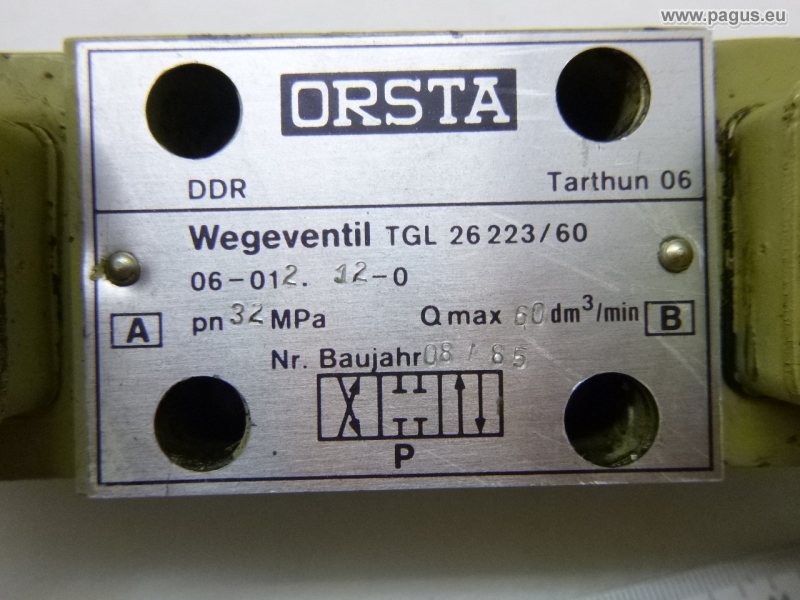 www.pagus.eu
ORSTA
DDR Tarthun 06
Wegeventil TGL 26223/60
06-012. 12-0
A pn 32 MPa Qmax 60 dm³/min B
Nr. Baujahr 08/85
P